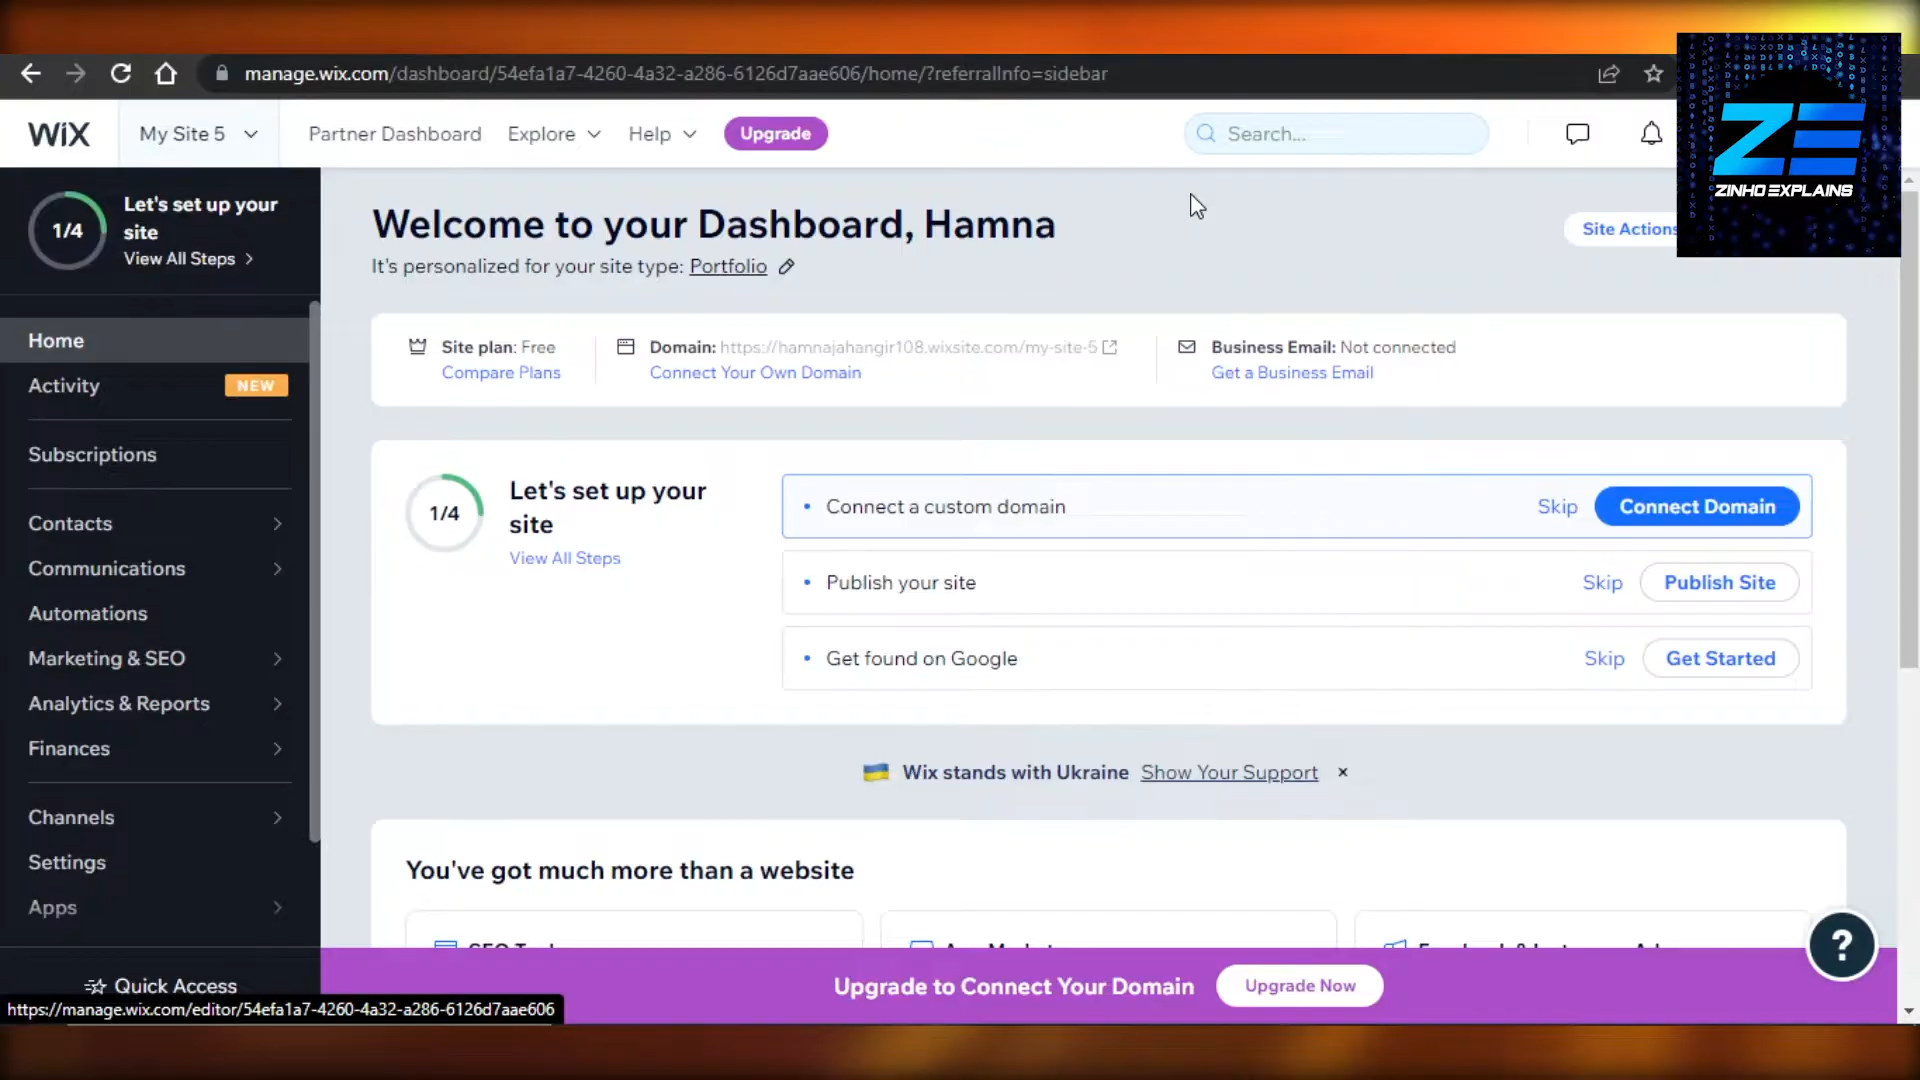 manage.wix.com/dashboard/54efa1a7-4260-4a32-a286-6126d7aae606/home/?referralInfo=sidebar
WiX
My Site 5
Partner Dashboard
Explore
Help
Upgrade
Search...
ZE
ZINHO EXPLAINS
1/4
Let's set up your
site
View All Steps
Home
Activity
NEW
Subscriptions
Contacts
Communications
Automations
Marketing & SEO
Analytics & Reports
Finances
Channels
Settings
Apps
Quick Access
https://manage.wix.com/editor/54efa1a7-4260-4a32-a286-6126d7aae606
Welcome to your Dashboard, Hamna
It's personalized for your site type: Portfolio
Site Actions
Site plan: Free
Compare Plans
Domain: https://hamnajahangir108.wixsite.com/my-site-5
Connect Your Own Domain
Business Email: Not connected
Get a Business Email
1/4
Let's set up your
site
View All Steps
Connect a custom domain
Skip
Connect Domain
Publish your site
Skip
Publish Site
Get found on Google
Skip
Get Started
Wix stands with Ukraine Show Your Support ×
You've got much more than a website
Upgrade to Connect Your Domain
Upgrade Now
?